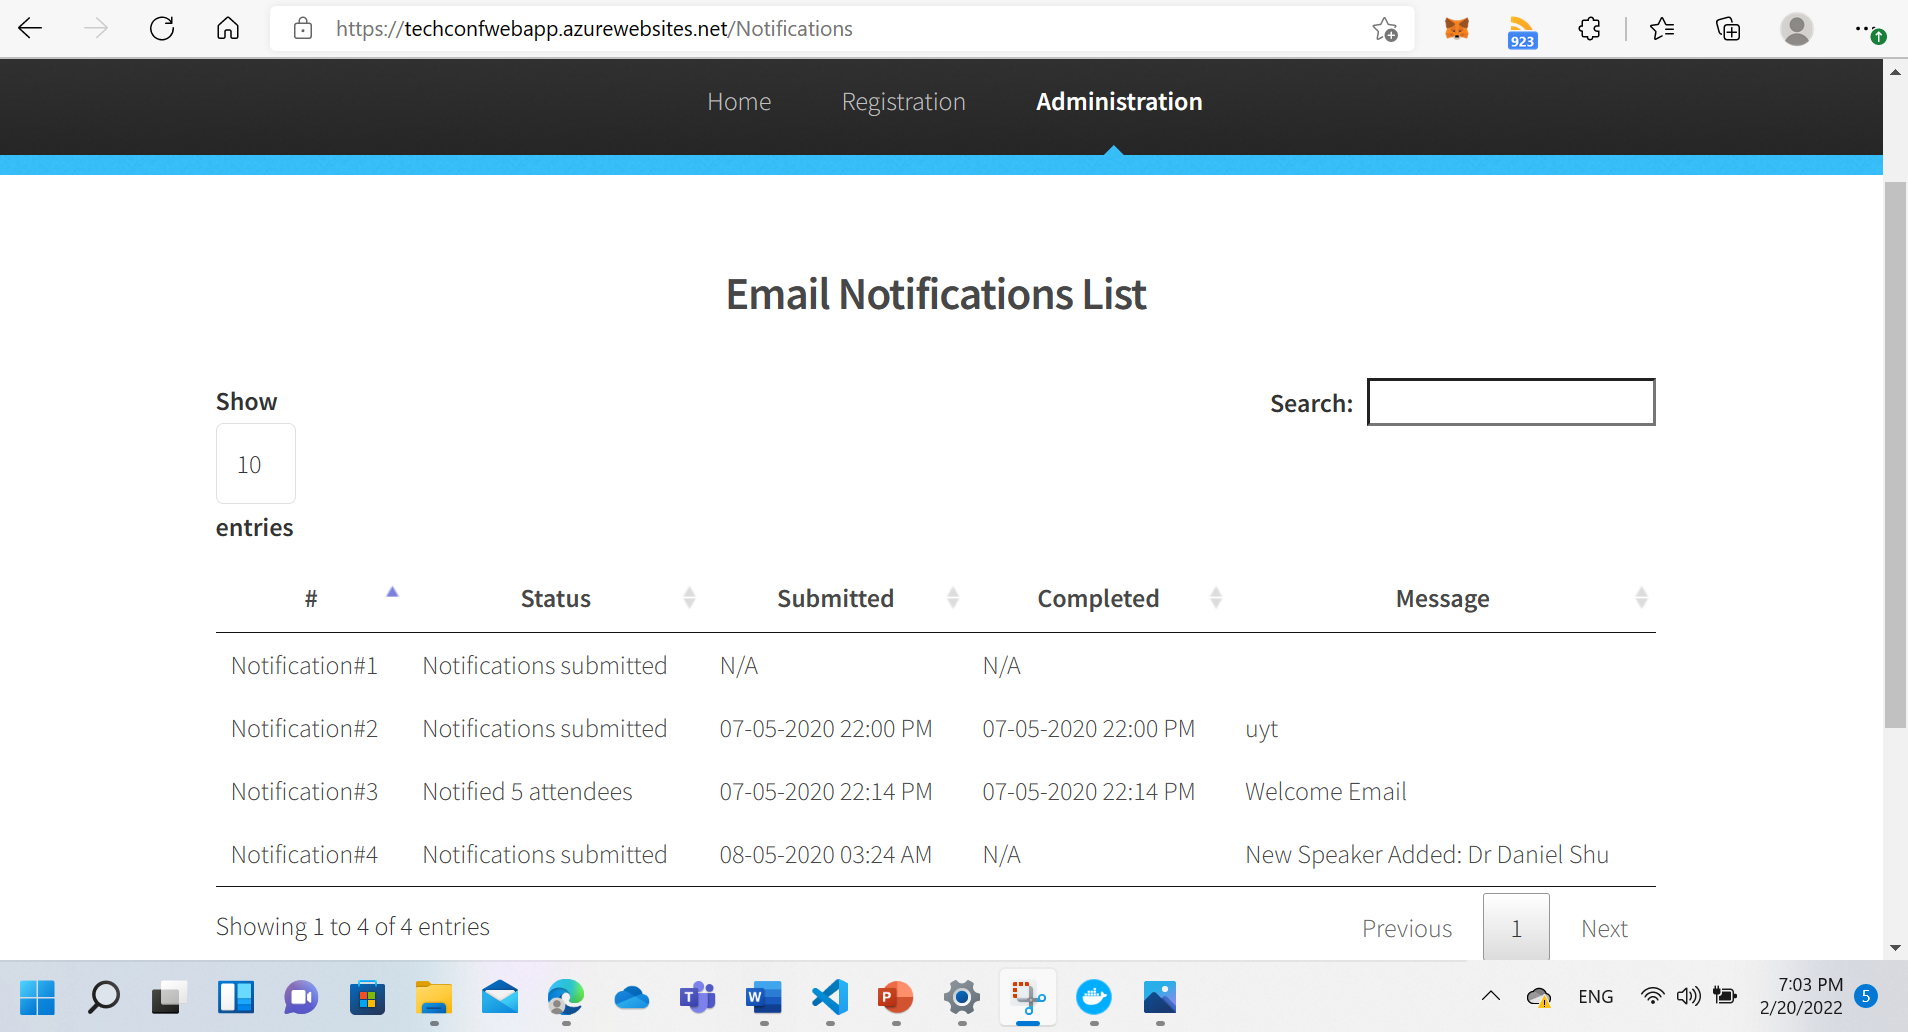 https://techconfwebapp.azurewebsites.net/Notifications
923
Home Registration Administration
Email Notifications List
Show
Search:
10
entries
# Status Submitted Completed Message
Notification#1 Notifications submitted N/A N/A
Notification#2 Notifications submitted 07-05-2020 22:00 PM 07-05-2020 22:00 PM uyt
Notification#3 Notified 5 attendees 07-05-2020 22:14 PM 07-05-2020 22:14 PM Welcome Email
Notification#4 Notifications submitted 08-05-2020 03:24 AM N/A New Speaker Added: Dr Daniel Shu
Showing 1 to 4 of 4 entries
Previous 1 Next
T W P
ENG
7:03 PM
2/20/2022
5